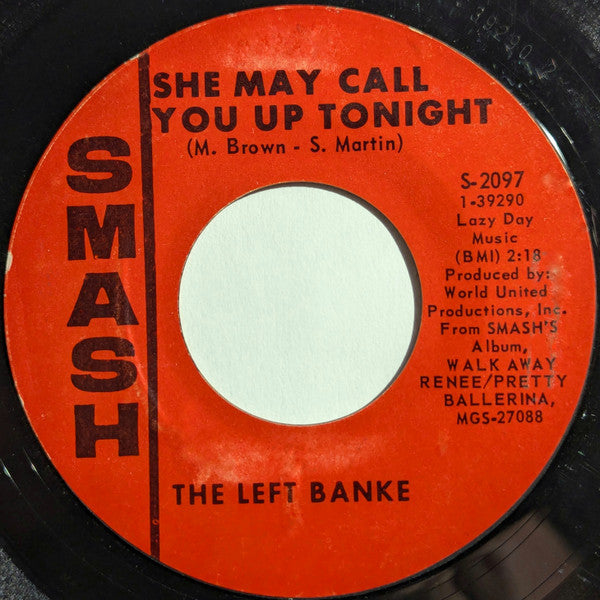 SMASH
SHE MAY CALL
YOU UP TONIGHT
(M. Brown - S. Martin)
S-2097
1-39290
Lazy Day
Music
(BMI) 2:18
Produced by:
World United
Productions, Inc.
From SMASH'S
Album,
WALK AWAY
RENEE/PRETTY
BALLERINA,
MGS-27088
THE LEFT BANKE